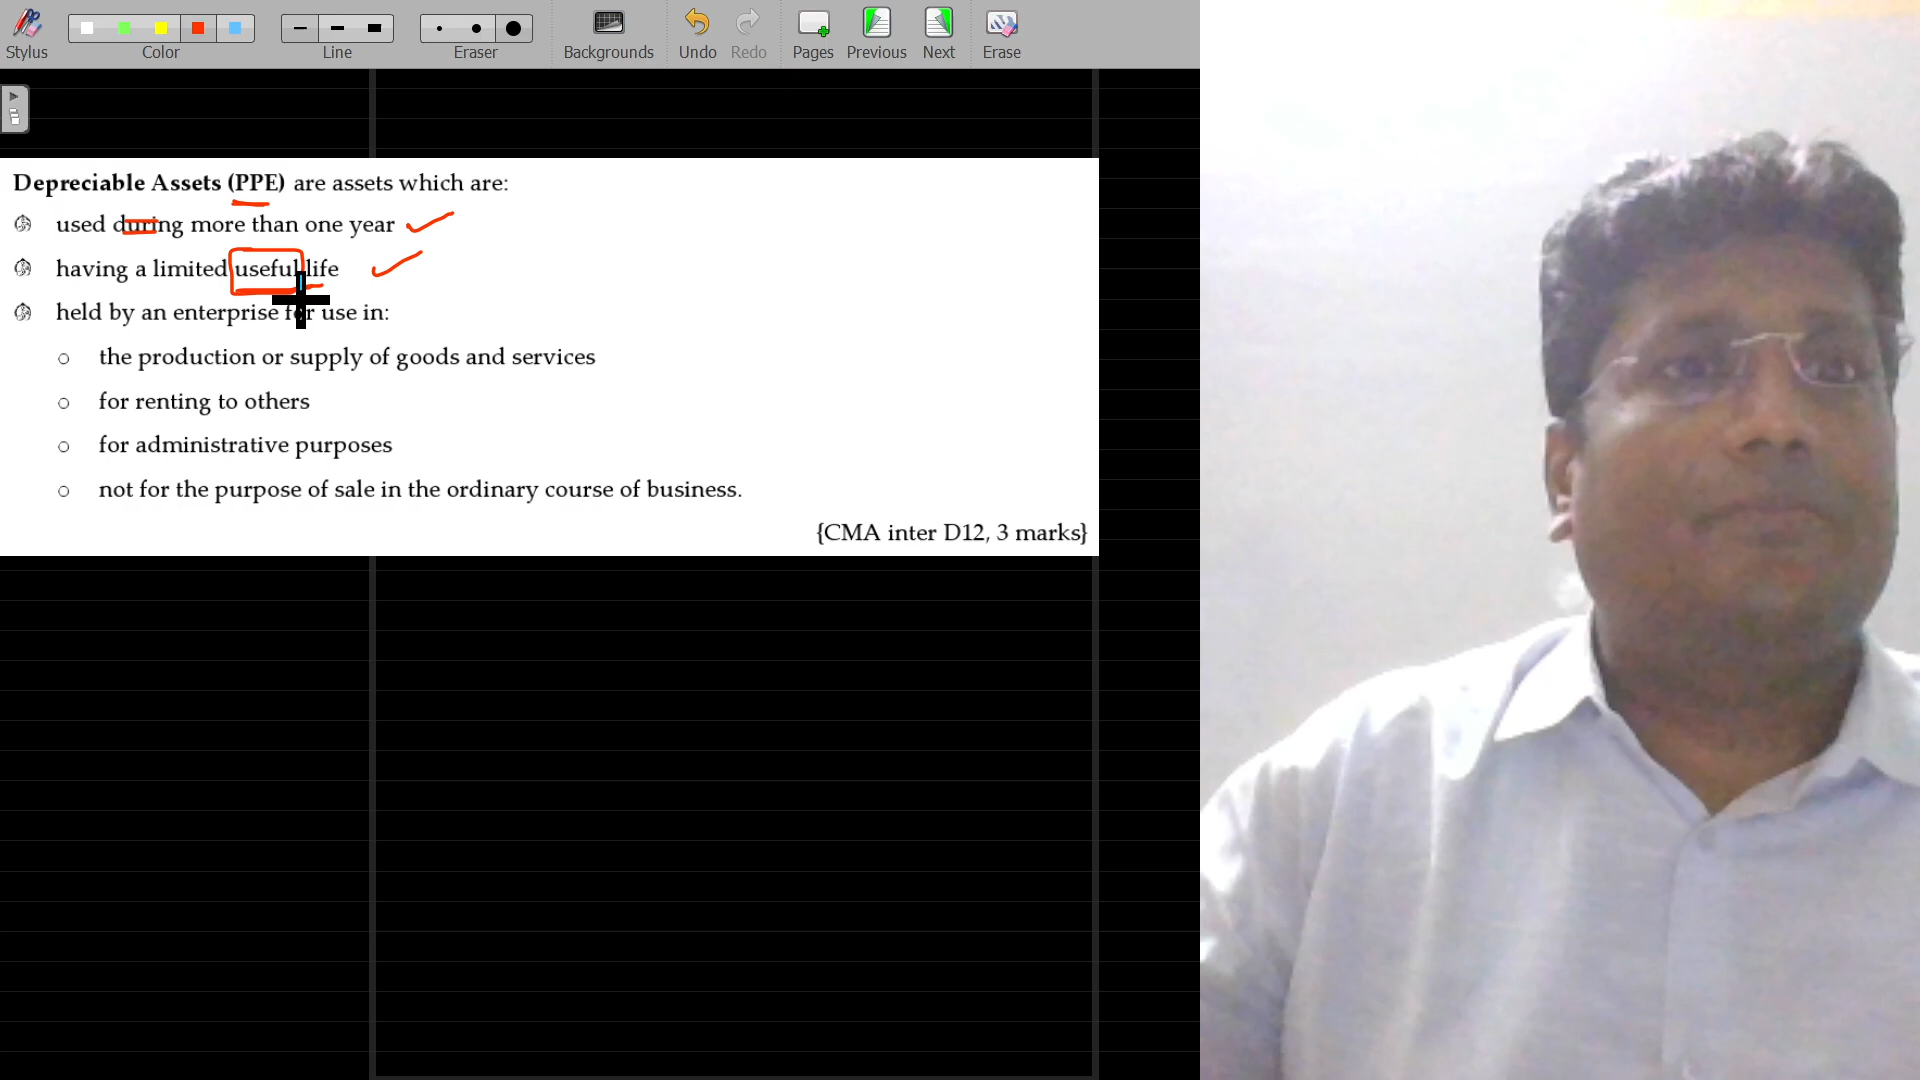 Stylus
Color
Line
Eraser
Backgrounds
Undo
Redo
Pages
Previous
Next
Erase
Depreciable Assets (PPE) are assets which are:
used during more than one year
having a limited useful life
held by an enterprise for use in:
the production or supply of goods and services
for renting to others
for administrative purposes
not for the purpose of sale in the ordinary course of business.
{CMA inter D12, 3 marks}